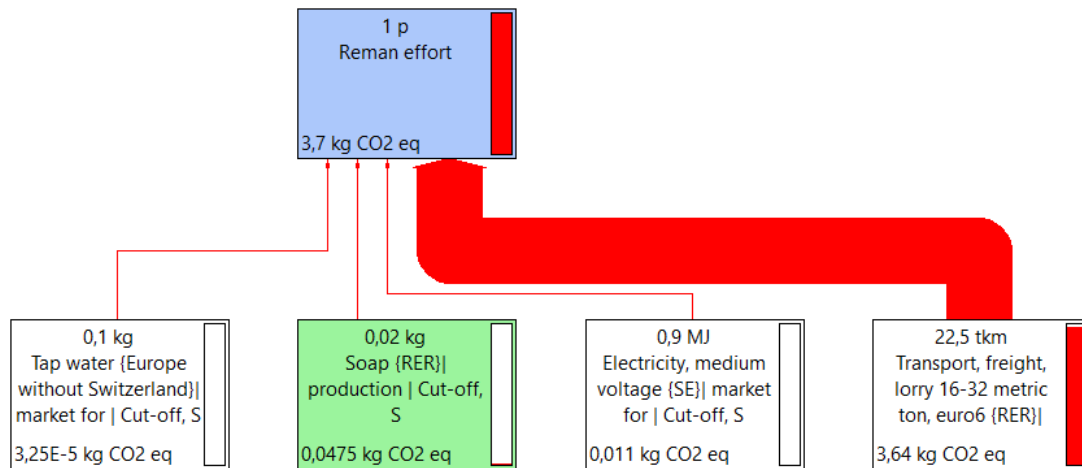 1 p
Reman effort
3,7 kg CO2 eq
0,1 kg
Tap water {Europe
without Switzerland}|
market for | Cut-off, S
3,25E-5 kg CO2 eq
0,02 kg
Soap {RER}|
production | Cut-off,
S
0,0475 kg CO2 eq
0,9 MJ
Electricity, medium
voltage {SE}| market
for | Cut-off, S
0,011 kg CO2 eq
22,5 tkm
Transport, freight,
lorry 16-32 metric
ton, euro6 {RER}|
3,64 kg CO2 eq